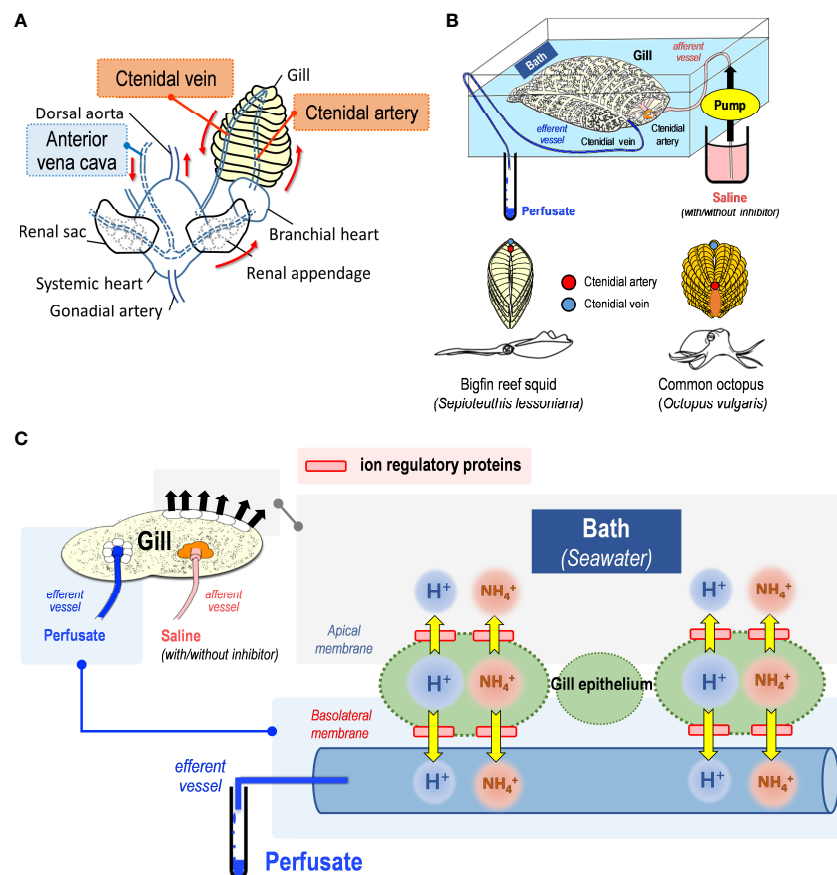 A
Ctenidal vein
Gill
Dorsal aorta
Ctenidal artery
Anterior
vena cava
Renal sac
Branchial heart
Renal appendage
Systemic heart
Gonadial artery
B
Bath
Gill
afferent
vessel
Pump
efferent
vessel
Ctenidial vein
Ctenidial
artery
Perfusate
Saline
(with/without inhibitor)
Ctenidial artery
Ctenidial vein
Bigfin reef squid
(Sepioteuthis lessoniana)
Common octopus
(Octopus vulgaris)
C
ion regulatory proteins
Gill
efferent
vessel
afferent
vessel
Perfusate
Saline
(with/without inhibitor)
Bath
(Seawater)
H⁺ NH₄⁺ H⁺ NH₄⁺
Apical
membrane
H⁺ NH₄⁺ Gill epithelium H⁺ NH₄⁺
Basolateral
membrane
efferent
vessel
H⁺ NH₄⁺ H⁺ NH₄⁺
Perfusate